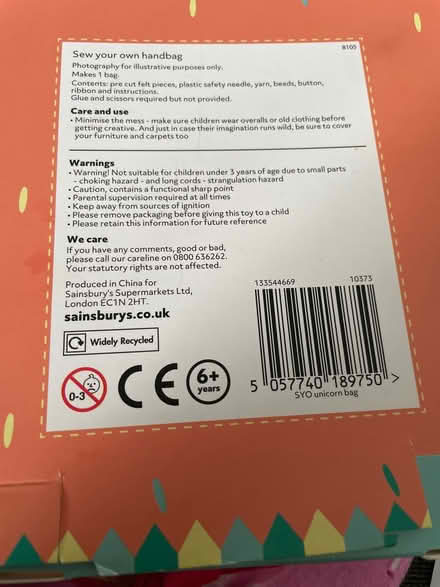 8105
Sew your own handbag
Photography for illustrative purposes only.
Makes 1 bag.
Contents: pre cut felt pieces, plastic safety needle, yarn, beads, button,
ribbon and instructions.
Glue and scissors required but not provided.
Care and use
• Minimise the mess - make sure children wear overalls or old clothing before
getting creative. And just in case their imagination runs wild, be sure to cover
your furniture and carpets too
Warnings
• Warning! Not suitable for children under 3 years of age due to small parts
- choking hazard - and long cords - strangulation hazard
• Caution, contains a functional sharp point
• Parental supervision required at all times
• Keep away from sources of ignition
• Please remove packaging before giving this toy to a child
• Please retain this information for future reference
We care
If you have any comments, good or bad,
please call our careline on 0800 636262.
Your statutory rights are not affected.
Produced in China for
Sainsbury's Supermarkets Ltd,
London EC1N 2HT.
sainsburys.co.uk
Widely Recycled
0-3
CE
6+
years
133544669 10373
5 057740 189750 >
SYO unicorn bag